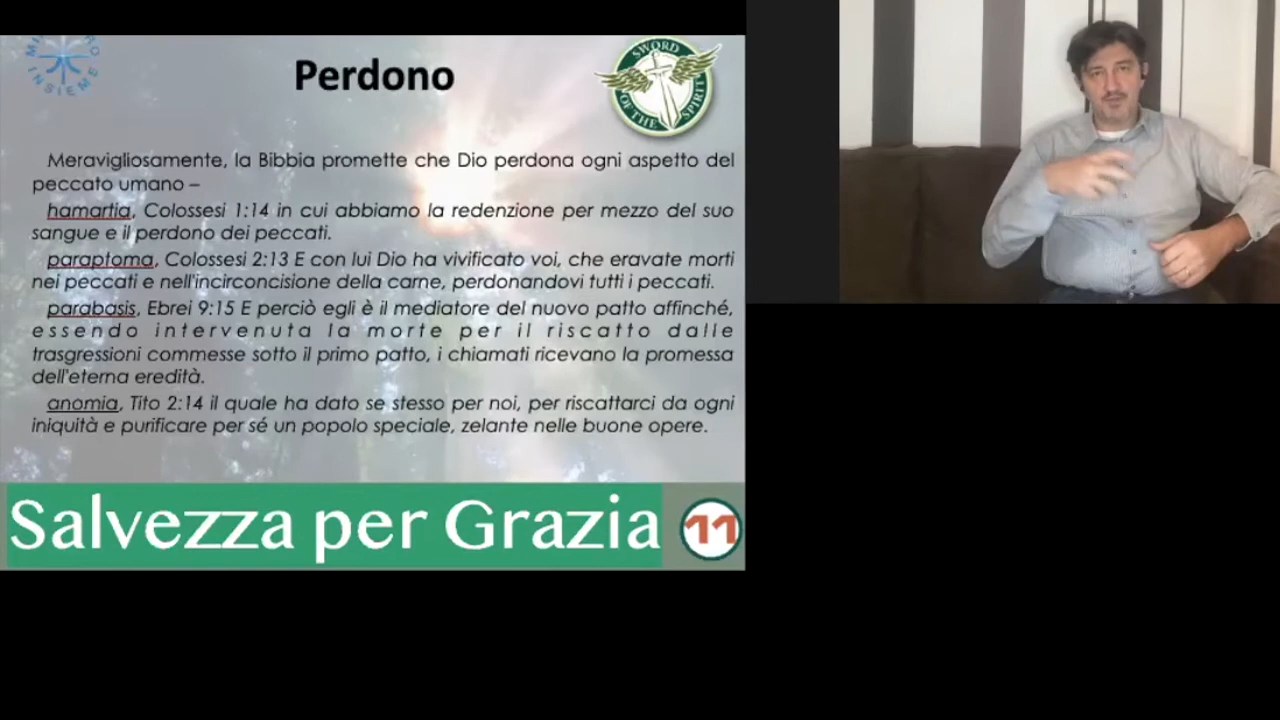 MI RO
INSIEME
Perdono
SWORD
OF THE SPIRIT
Meravigliosamente, la Bibbia promette che Dio perdona ogni aspetto del
peccato umano –
hamartia, Colossesi 1:14 in cui abbiamo la redenzione per mezzo del suo
sangue e il perdono dei peccati.
paraptoma, Colossesi 2:13 E con lui Dio ha vivificato voi, che eravate morti
nei peccati e nell'incirconcisione della carne, perdonandovi tutti i peccati.
parabasis, Ebrei 9:15 E perciò egli è il mediatore del nuovo patto affinché,
essendo intervenuta la morte per il riscatto dalle
trasgressioni commesse sotto il primo patto, i chiamati ricevano la promessa
dell'eterna eredità.
anomia, Tito 2:14 il quale ha dato se stesso per noi, per riscattarci da ogni
iniquità e purificare per sé un popolo speciale, zelante nelle buone opere.
Salvezza per Grazia
11